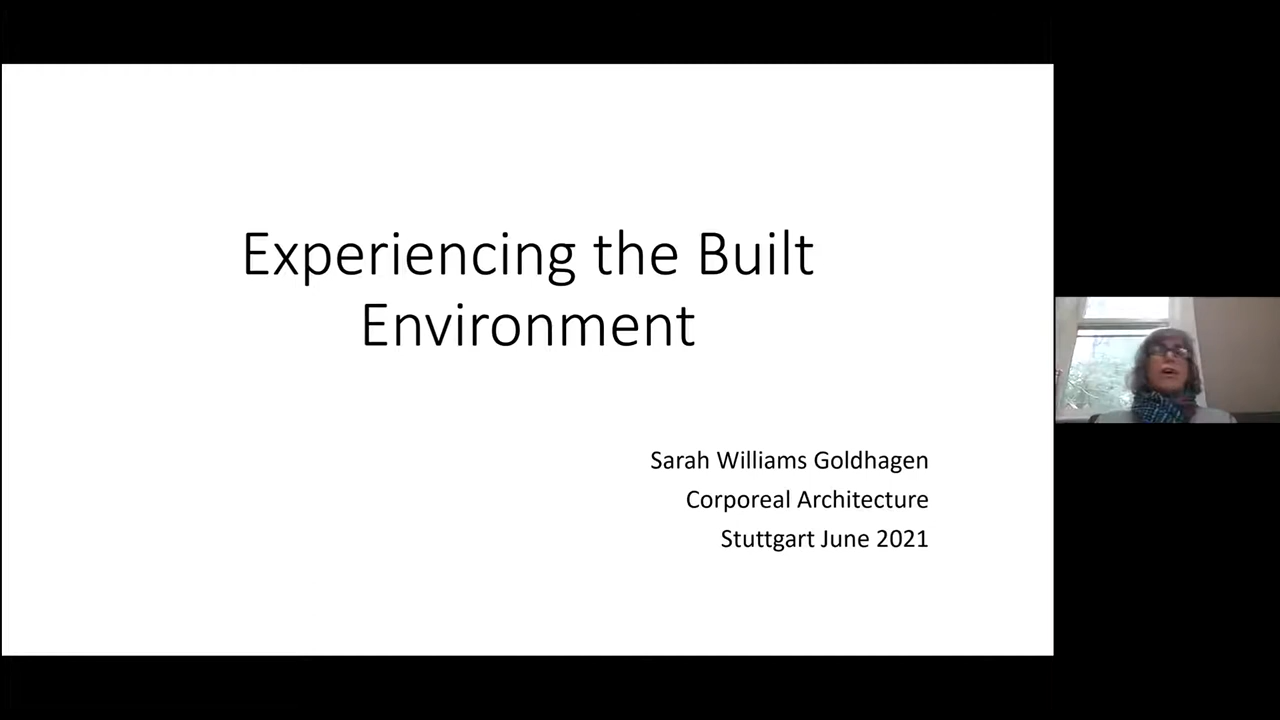 Experiencing the Built
Environment
Sarah Williams Goldhagen
Corporeal Architecture
Stuttgart June 2021